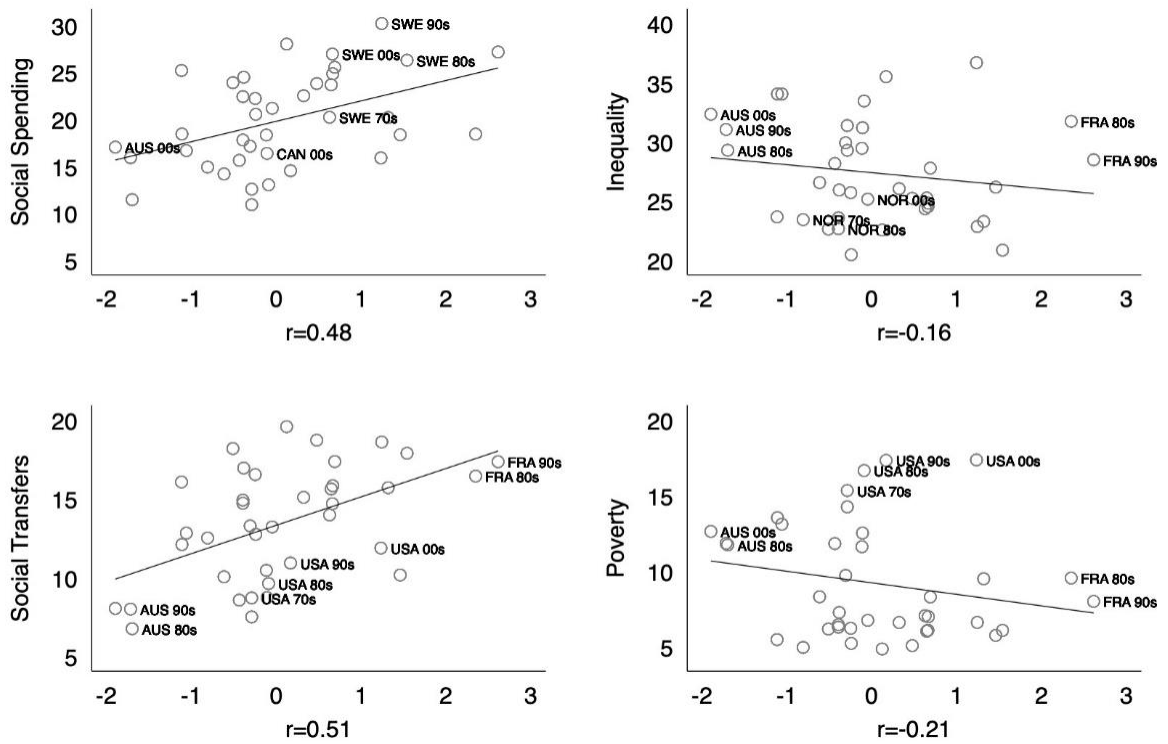 Social Spending
30
25
20
15
10
5
SWE 90s
SWE 00s
SWE 80s
SWE 70s
AUS 00s
CAN 00s
-2 -1 0 1 2 3
r=0.48
Inequality
40
35
30
25
20
AUS 00s
AUS 90s
AUS 80s
FRA 80s
FRA 90s
NOR 00s
NOR 70s
NOR 80s
-2 -1 0 1 2 3
r=-0.16
Social Transfers
20
15
10
5
FRA 90s
FRA 80s
USA 00s
USA 90s
USA 80s
USA 70s
AUS 90s
AUS 80s
-2 -1 0 1 2 3
r=0.51
Poverty
20
15
10
5
USA 90s
USA 00s
USA 80s
USA 70s
AUS 00s
AUS 80s
FRA 80s
FRA 90s
-2 -1 0 1 2 3
r=-0.21